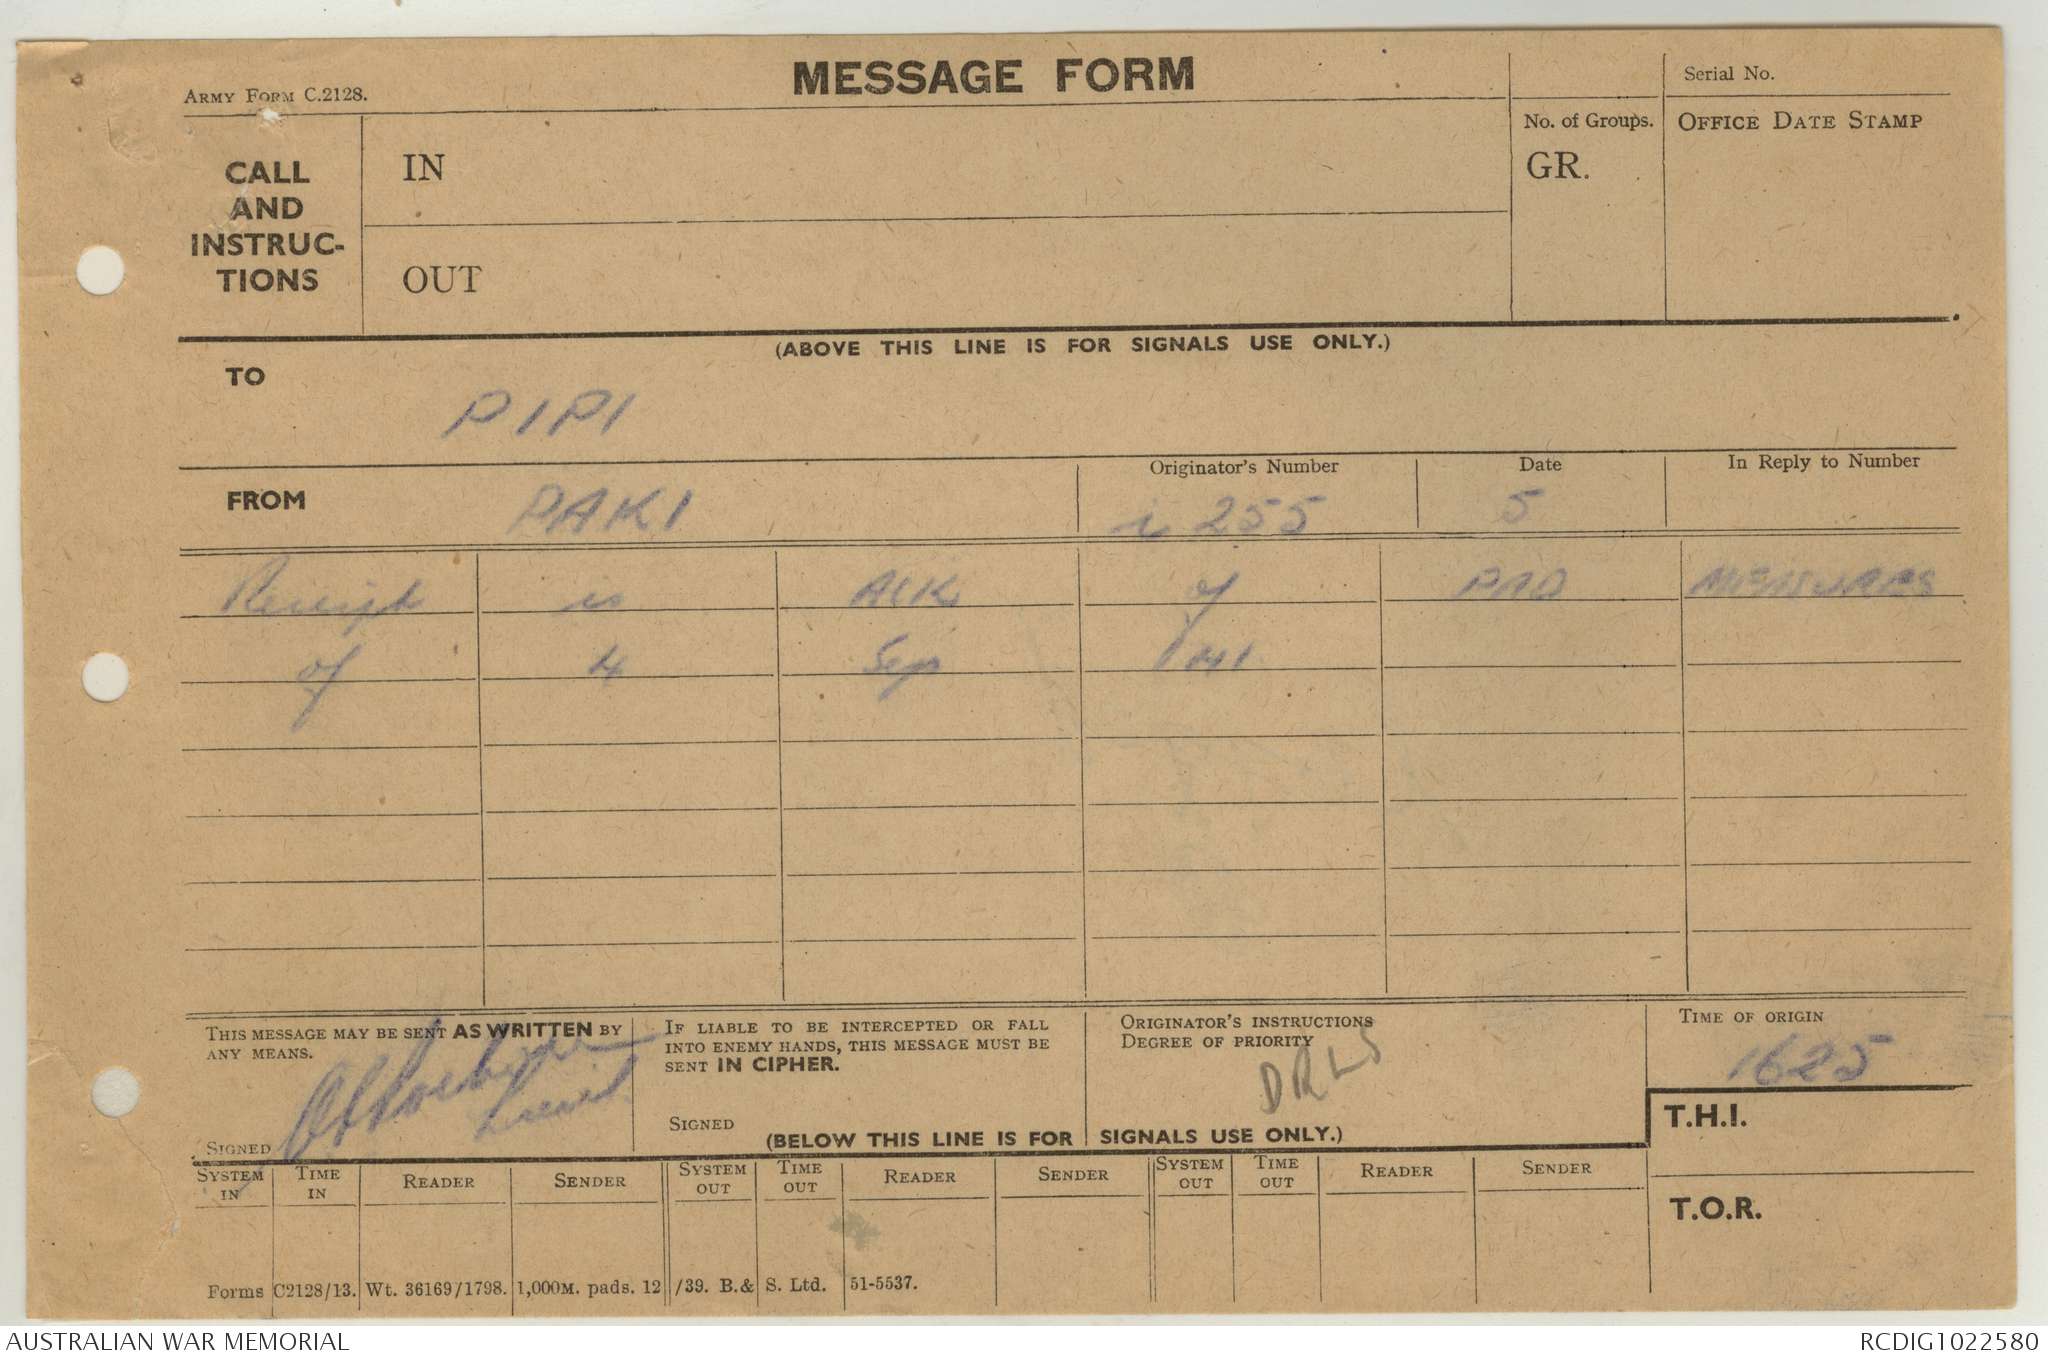 MESSAGE FORM
ARMY FORM C.2128.
Serial No.
CALL AND INSTRUC-TIONS
IN
No. of Groups.
GR.
OFFICE DATE STAMP
OUT
(ABOVE THIS LINE IS FOR SIGNALS USE ONLY.)
TO
PIPI
FROM
PAKI
Originator's Number
i 255
Date
5
In Reply to Number
Receipt is ACK of PAD MEASURES
of 4 Sep 41
THIS MESSAGE MAY BE SENT AS WRITTEN BY
ANY MEANS.
Lieut
SIGNED
IF LIABLE TO BE INTERCEPTED OR FALL
INTO ENEMY HANDS, THIS MESSAGE MUST BE
SENT IN CIPHER.
SIGNED
ORIGINATOR'S INSTRUCTIONS
DEGREE OF PRIORITY
DRLS
TIME OF ORIGIN
1625
T.H.I.
(BELOW THIS LINE IS FOR SIGNALS USE ONLY.)
SYSTEM IN TIME IN READER SENDER SYSTEM OUT TIME OUT READER SENDER SYSTEM OUT TIME OUT READER SENDER
T.O.R.
Forms C2128/13. Wt. 36169/1798. 1,000M. pads. 12/39. B.& S. Ltd. 51-5537.
AUSTRALIAN WAR MEMORIAL
RCDIG1022580